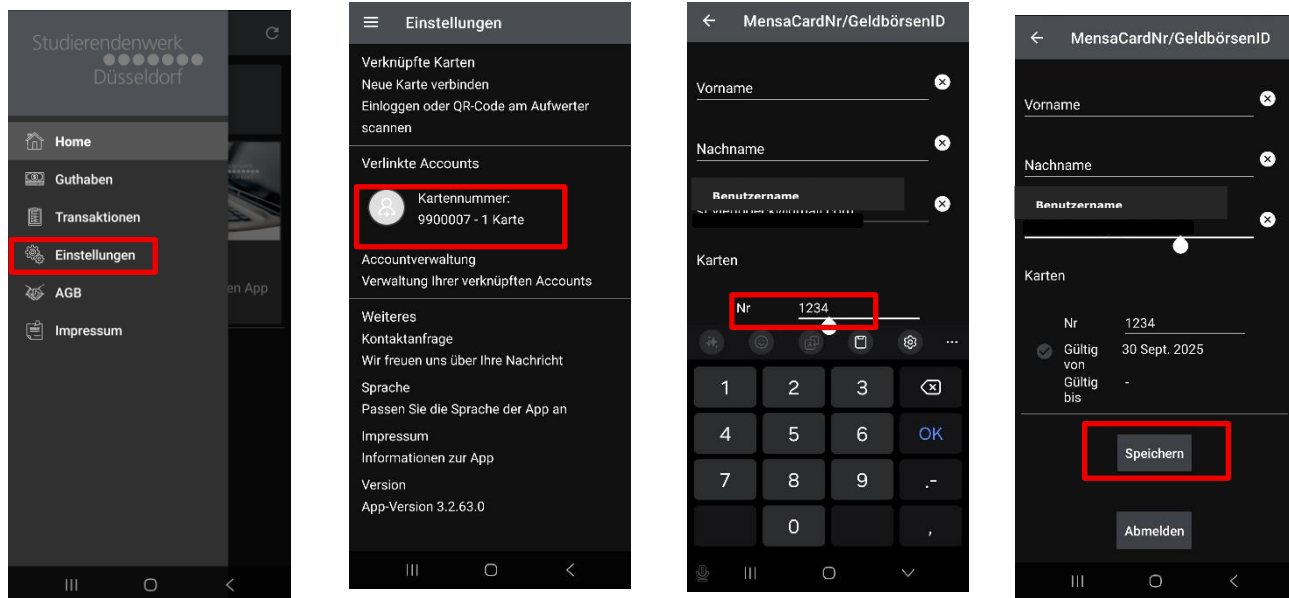 Studierendenwerk
Düsseldorf
Home
Guthaben
Transaktionen
Einstellungen
AGB
Impressum
en App
Einstellungen
Verknüpfte Karten
Neue Karte verbinden
Einloggen oder QR-Code am Aufwerter
scannen
Verlinkte Accounts
Kartennummer:
9900007 - 1 Karte
Accountverwaltung
Verwaltung Ihrer verknüpften Accounts
Weiteres
Kontaktanfrage
Wir freuen uns über Ihre Nachricht
Sprache
Passen Sie die Sprache der App an
Impressum
Informationen zur App
Version
App-Version 3.2.63.0
MensaCardNr/GeldbörsenID
Vorname
Nachname
Benutzername
Karten
Nr 1234
1 2 3
4 5 6 OK
7 8 9 .-
0 ,
MensaCardNr/GeldbörsenID
Vorname
Nachname
Benutzername
Karten
Nr 1234
Gültig 30 Sept. 2025
von
Gültig -
bis
Speichern
Abmelden